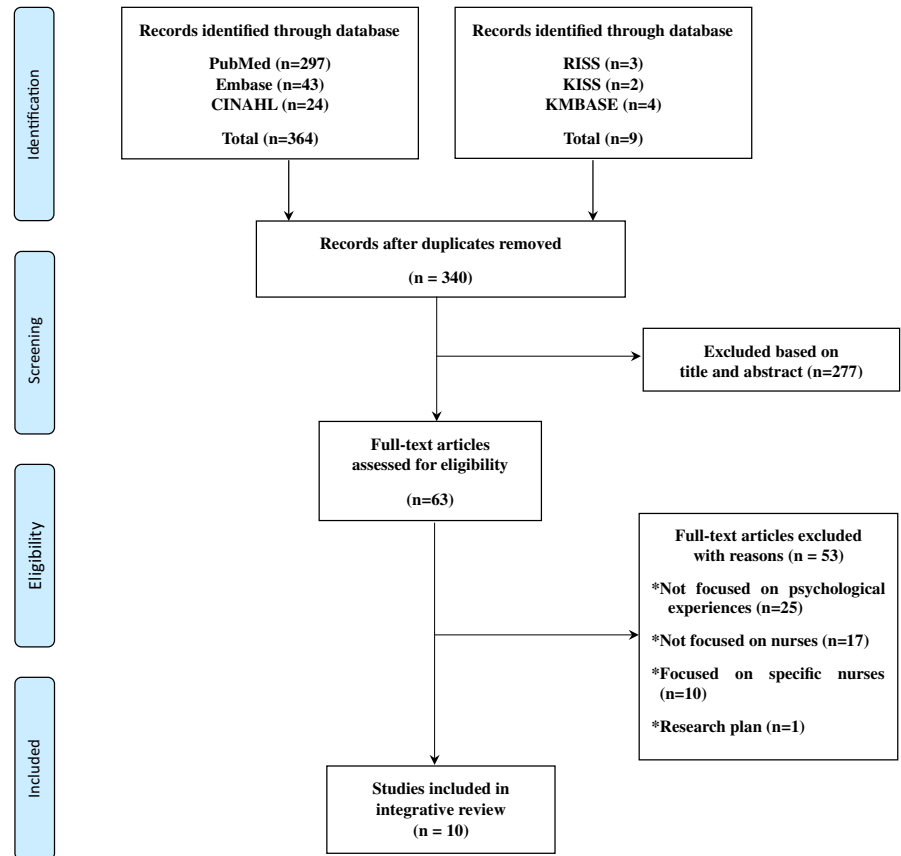 Identification
Records identified through database
PubMed (n=297)
Embase (n=43)
CINAHL (n=24)
Total (n=364)
Records identified through database
RISS (n=3)
KISS (n=2)
KMBASE (n=4)
Total (n=9)
Records after duplicates removed
(n = 340)
Screening
Excluded based on
title and abstract (n=277)
Full-text articles
assessed for eligibility
(n=63)
Eligibility
Full-text articles excluded
with reasons (n = 53)
*Not focused on psychological
experiences (n=25)
*Not focused on nurses (n=17)
*Focused on specific nurses
(n=10)
*Research plan (n=1)
Included
Studies included in
integrative review
(n = 10)